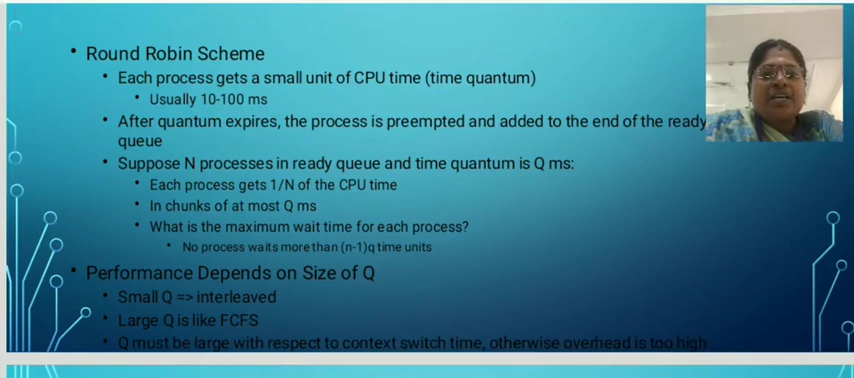 • Round Robin Scheme
• Each process gets a small unit of CPU time (time quantum)
• Usually 10-100 ms
• After quantum expires, the process is preempted and added to the end of the ready
queue
• Suppose N processes in ready queue and time quantum is Q ms:
• Each process gets 1/N of the CPU time
• In chunks of at most Q ms
• What is the maximum wait time for each process?
• No process waits more than (n-1)q time units
• Performance Depends on Size of Q
• Small Q => interleaved
• Large Q is like FCFS
• Q must be large with respect to context switch time, otherwise overhead is too high